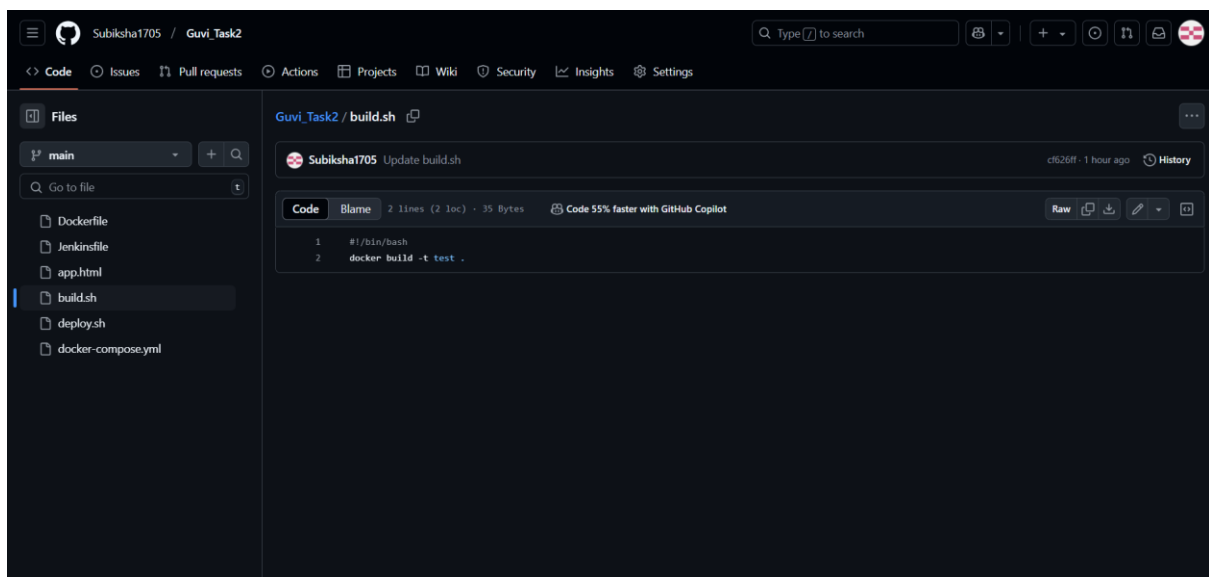 Subiksha1705 / Guvi_Task2
Type / to search
Code Issues Pull requests Actions Projects Wiki Security Insights Settings
Files
main
Go to file t
Dockerfile
Jenkinsfile
app.html
build.sh
deploy.sh
docker-compose.yml
Guvi_Task2 / build.sh
Subiksha1705 Update build.sh
cf626ff · 1 hour ago History
Code Blame 2 lines (2 loc) · 35 Bytes Code 55% faster with GitHub Copilot
Raw
1 #!/bin/bash
2 docker build -t test .